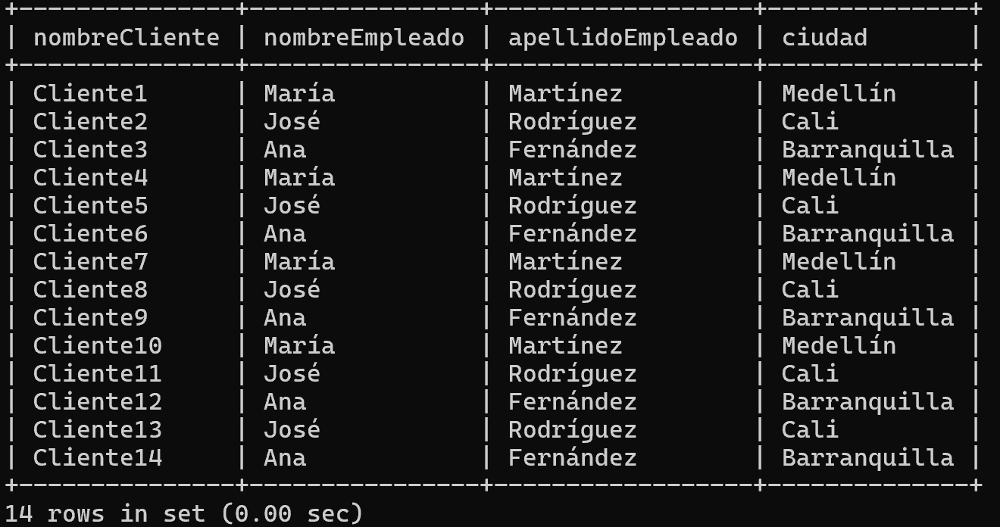 +---------------+----------------+------------------+--------------+
| nombreCliente | nombreEmpleado | apellidoEmpleado | ciudad       |
+---------------+----------------+------------------+--------------+
| Cliente1      | María          | Martínez         | Medellín     |
| Cliente2      | José           | Rodríguez        | Cali         |
| Cliente3      | Ana            | Fernández        | Barranquilla |
| Cliente4      | María          | Martínez         | Medellín     |
| Cliente5      | José           | Rodríguez        | Cali         |
| Cliente6      | Ana            | Fernández        | Barranquilla |
| Cliente7      | María          | Martínez         | Medellín     |
| Cliente8      | José           | Rodríguez        | Cali         |
| Cliente9      | Ana            | Fernández        | Barranquilla |
| Cliente10     | María          | Martínez         | Medellín     |
| Cliente11     | José           | Rodríguez        | Cali         |
| Cliente12     | Ana            | Fernández        | Barranquilla |
| Cliente13     | José           | Rodríguez        | Cali         |
| Cliente14     | Ana            | Fernández        | Barranquilla |
+---------------+----------------+------------------+--------------+
14 rows in set (0.00 sec)